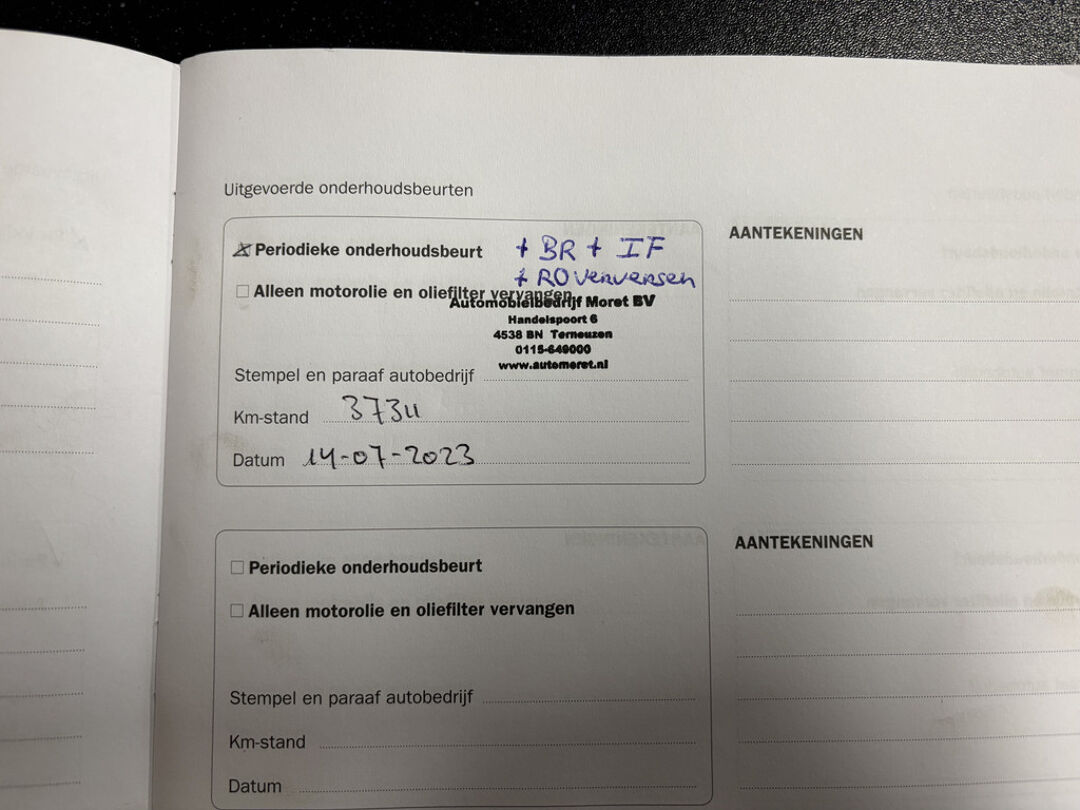 Uitgevoerde onderhoudsbeurten
Periodieke onderhoudsbeurt + BR + IF
+ RO verversen
Alleen motorolie en oliefilter vervangen
Automobielbedrijf Moret BV
Handelspoort 6
4538 BN Terneuzen
0115-649000
www.automoret.nl
Stempel en paraaf autobedrijf
Km-stand 37311
Datum 14-07-2023
AANTEKENINGEN
Periodieke onderhoudsbeurt
Alleen motorolie en oliefilter vervangen
Stempel en paraaf autobedrijf
Km-stand
Datum
AANTEKENINGEN